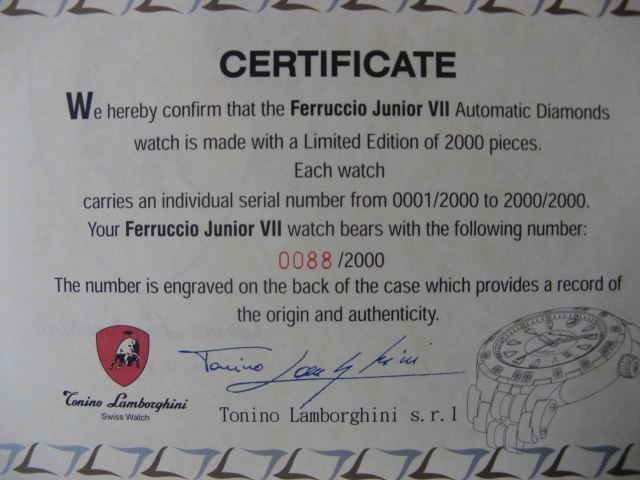 CERTIFICATE
We hereby confirm that the Ferruccio Junior VII Automatic Diamonds
watch is made with a Limited Edition of 2000 pieces.
Each watch
carries an individual serial number from 0001/2000 to 2000/2000.
Your Ferruccio Junior VII watch bears with the following number:
0088 /2000
The number is engraved on the back of the case which provides a record of
the origin and authenticity.
Tonino Lamborghini
Tonino Lamborghini
Swiss Watch
Tonino Lamborghini s.r.l